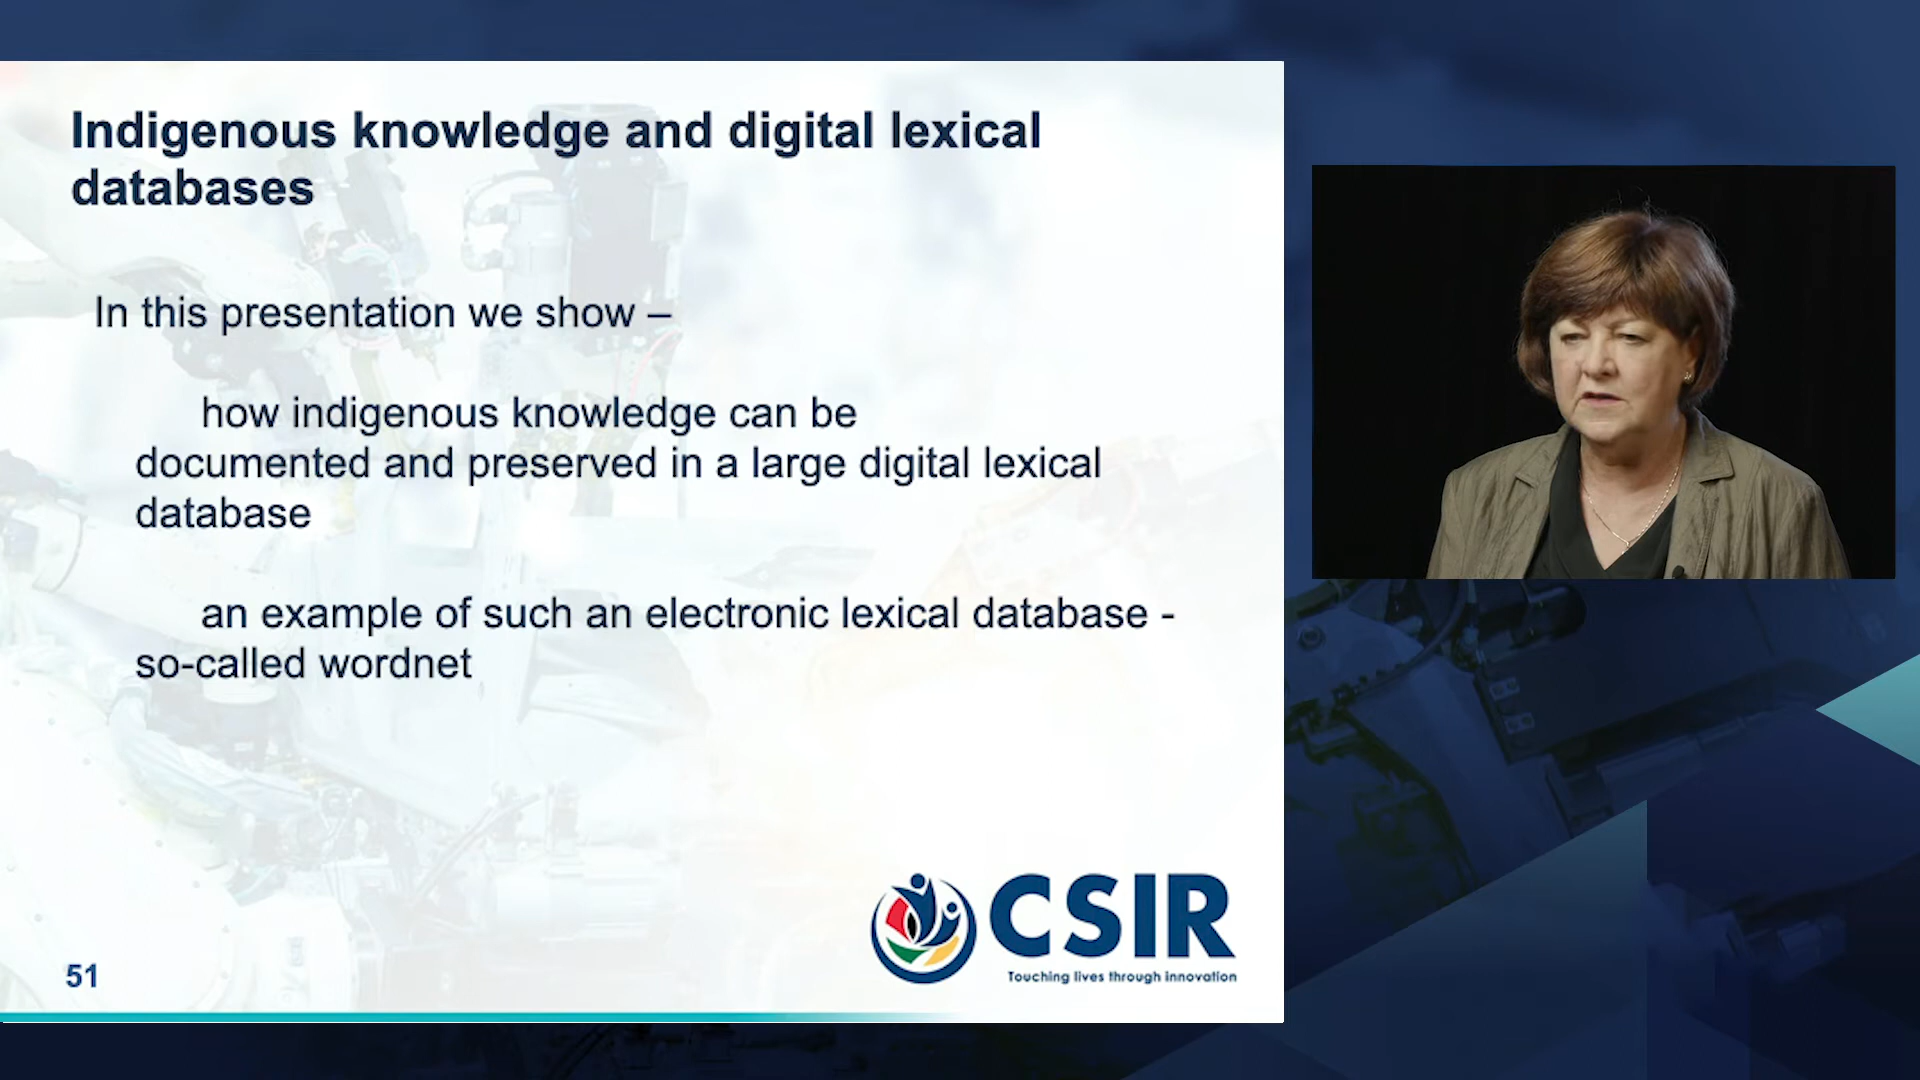 Indigenous knowledge and digital lexical
databases
In this presentation we show –
how indigenous knowledge can be
documented and preserved in a large digital lexical
database
an example of such an electronic lexical database -
so-called wordnet
CSIR
Touching lives through innovation
51